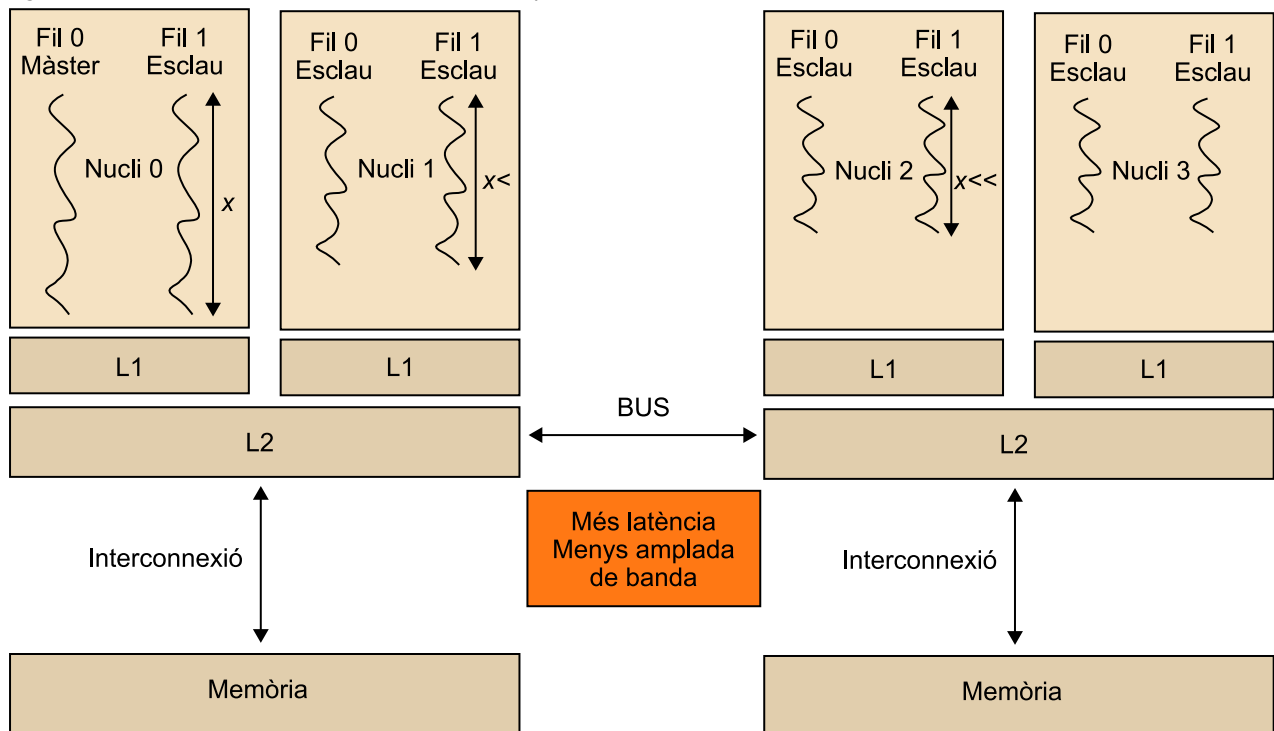 Fil 0
Màster
Fil 1
Esclau
Nucli 0
x
Fil 0
Esclau
Fil 1
Esclau
Nucli 1
x<
Fil 0
Esclau
Fil 1
Esclau
Nucli 2
x<<
Fil 0
Esclau
Fil 1
Esclau
Nucli 3
L1
L1
L1
L1
L2
BUS
L2
Interconnexió
Més latència
Menys amplada
de banda
Interconnexió
Memòria
Memòria